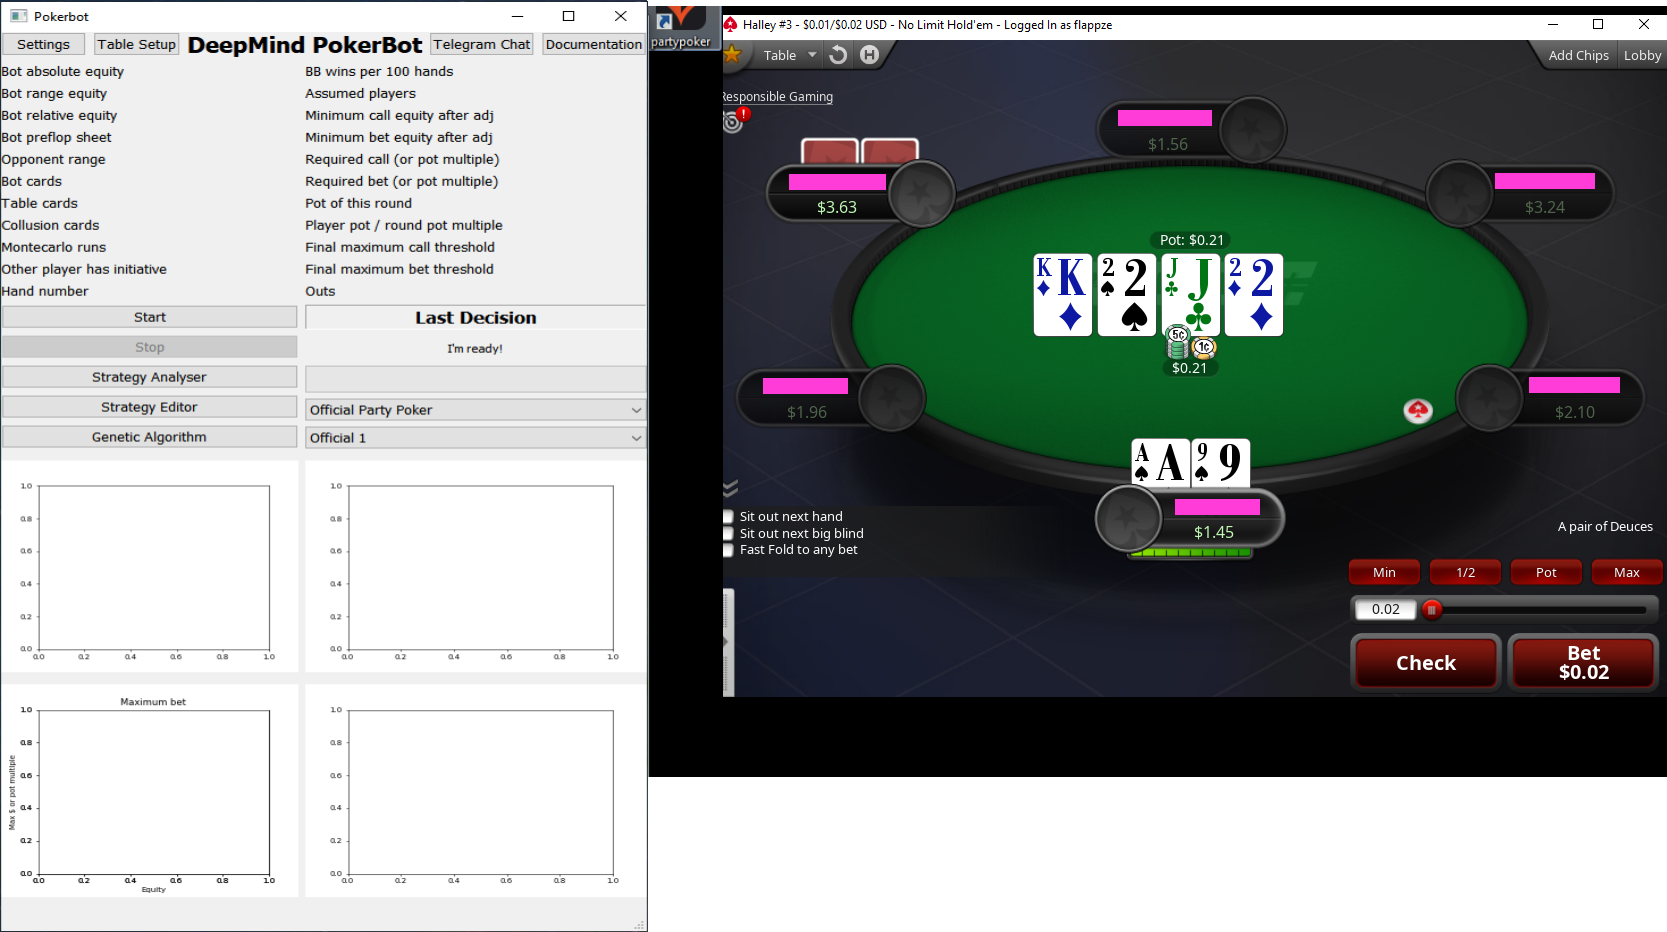 Pokerbot
Settings
Table Setup
DeepMind PokerBot
Telegram Chat
Documentation
Bot absolute equity
BB wins per 100 hands
Bot range equity
Assumed players
Bot relative equity
Minimum call equity after adj
Bot preflop sheet
Minimum bet equity after adj
Opponent range
Required call (or pot multiple)
Bot cards
Required bet (or pot multiple)
Table cards
Pot of this round
Collusion cards
Player pot / round pot multiple
Montecarlo runs
Final maximum call threshold
Other player has initiative
Final maximum bet threshold
Hand number
Outs
Start
Last Decision
Stop
I'm ready!
Strategy Analyser
Strategy Editor
Official Party Poker
Genetic Algorithm
Official 1
1.0
0.8
0.6
0.4
0.2
0.0
0.0 0.2 0.4 0.6 0.8 1.0
1.0
0.8
0.6
0.4
0.2
0.0
0.0 0.2 0.4 0.6 0.8 1.0
Maximum bet
Max $ or pot multiple
1.0
0.8
0.6
0.4
0.2
0.0
0.0 0.2 0.4 0.6 0.8 1.0
Equity
1.0
0.8
0.6
0.4
0.2
0.0
0.0 0.2 0.4 0.6 0.8 1.0
partypoker
Halley #3 - $0.01/$0.02 USD - No Limit Hold'em - Logged In as flappze
Table
H
Add Chips
Lobby
Responsible Gaming
!
$1.56
$3.63
$3.24
Pot: $0.21
K K
2 2
J J
2 2
5¢
1¢
$0.21
$1.96
$2.10
A A
9 9
$1.45
Sit out next hand
Sit out next big blind
Fast Fold to any bet
A pair of Deuces
Min
1/2
Pot
Max
0.02
Check
Bet
$0.02